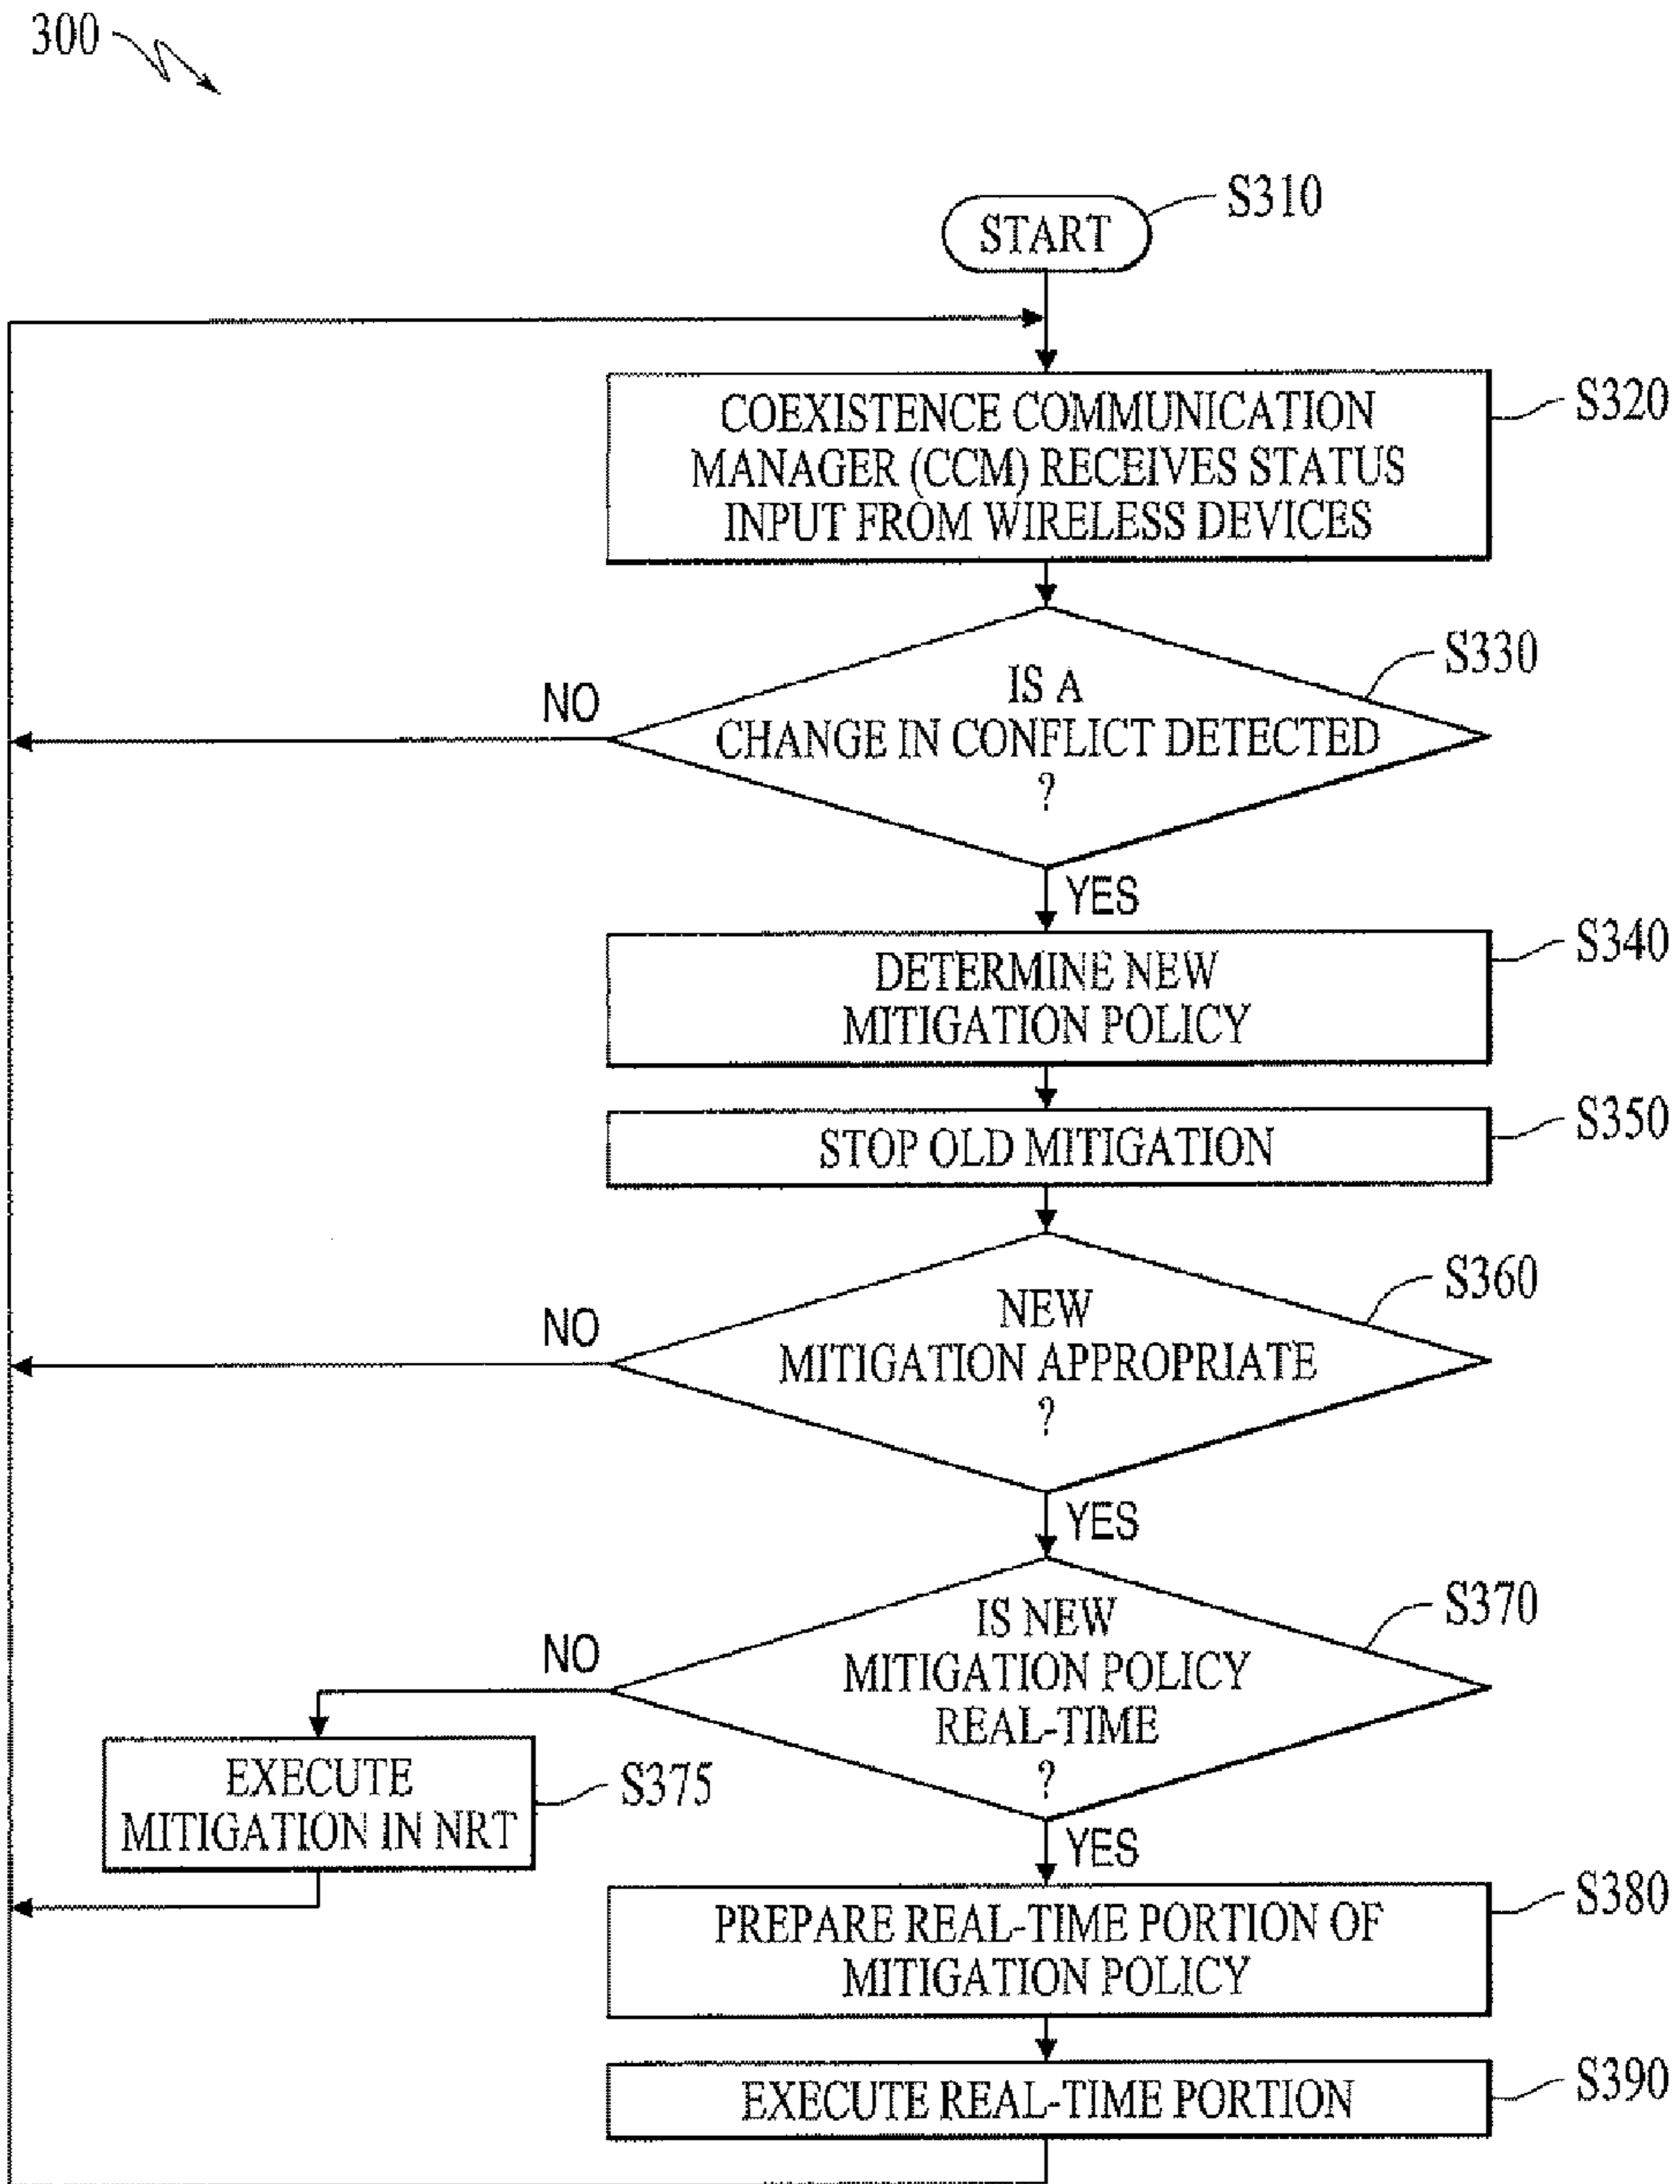 300
S310
START
S320
COEXISTENCE COMMUNICATION
MANAGER (CCM) RECEIVES STATUS
INPUT FROM WIRELESS DEVICES
S330
NO
IS A
CHANGE IN CONFLICT DETECTED
?
YES
S340
DETERMINE NEW
MITIGATION POLICY
S350
STOP OLD MITIGATION
S360
NO
NEW
MITIGATION APPROPRIATE
?
YES
S370
NO
IS NEW
MITIGATION POLICY
REAL-TIME
?
EXECUTE
MITIGATION IN NRT
S375
YES
S380
PREPARE REAL-TIME PORTION OF
MITIGATION POLICY
S390
EXECUTE REAL-TIME PORTION